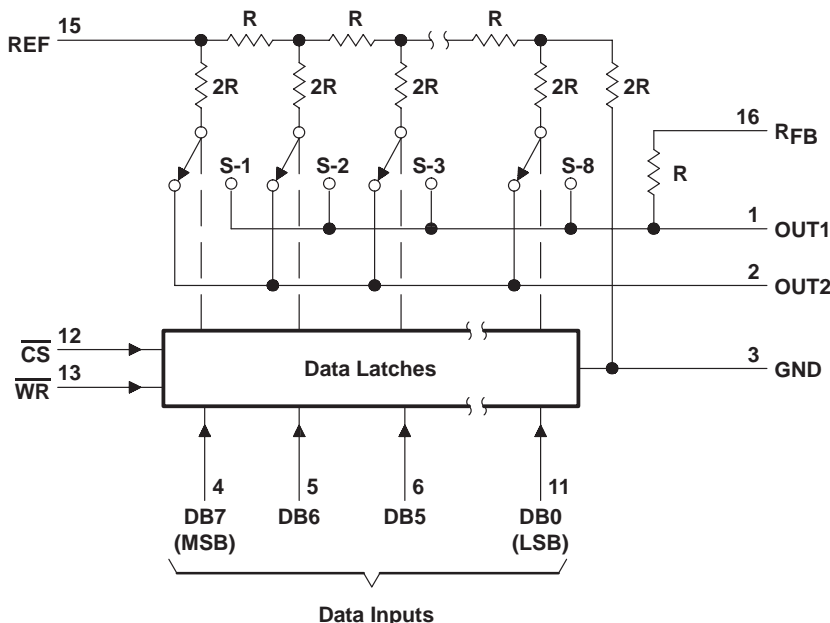 R R R
15
REF
2R 2R 2R 2R 2R
16
RFB
S-1 S-2 S-3 S-8
R
1
OUT1
2
OUT2
12
CS
13
WR
Data Latches
3
GND
4 5 6 11
DB7 DB6 DB5 DB0
(MSB) (LSB)
Data Inputs